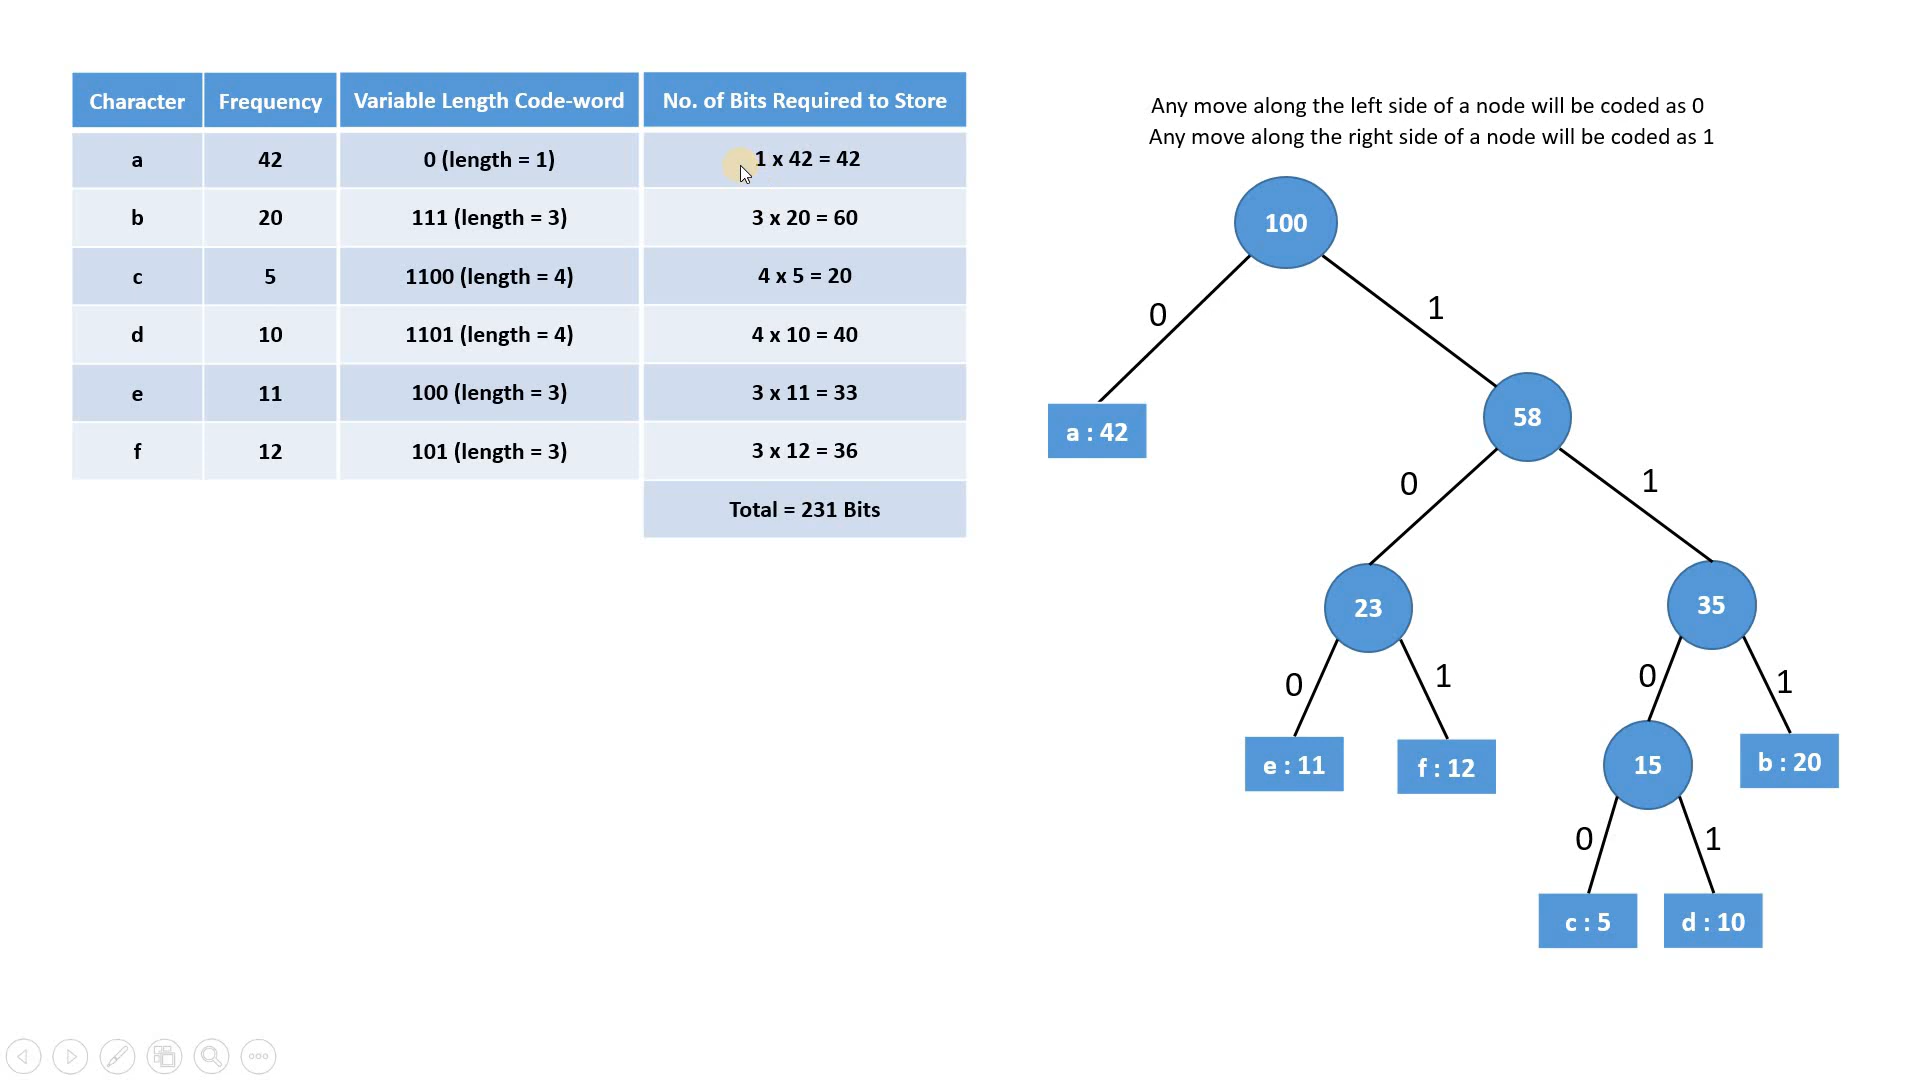 Character Frequency Variable Length Code-word No. of Bits Required to Store
a 42 0 (length = 1) 1 x 42 = 42
b 20 111 (length = 3) 3 x 20 = 60
c 5 1100 (length = 4) 4 x 5 = 20
d 10 1101 (length = 4) 4 x 10 = 40
e 11 100 (length = 3) 3 x 11 = 33
f 12 101 (length = 3) 3 x 12 = 36
Total = 231 Bits
Any move along the left side of a node will be coded as 0
Any move along the right side of a node will be coded as 1
100
0 1
a : 42 58
0 1
23 35
0 1 0 1
e : 11 f : 12 15 b : 20
0 1
c : 5 d : 10